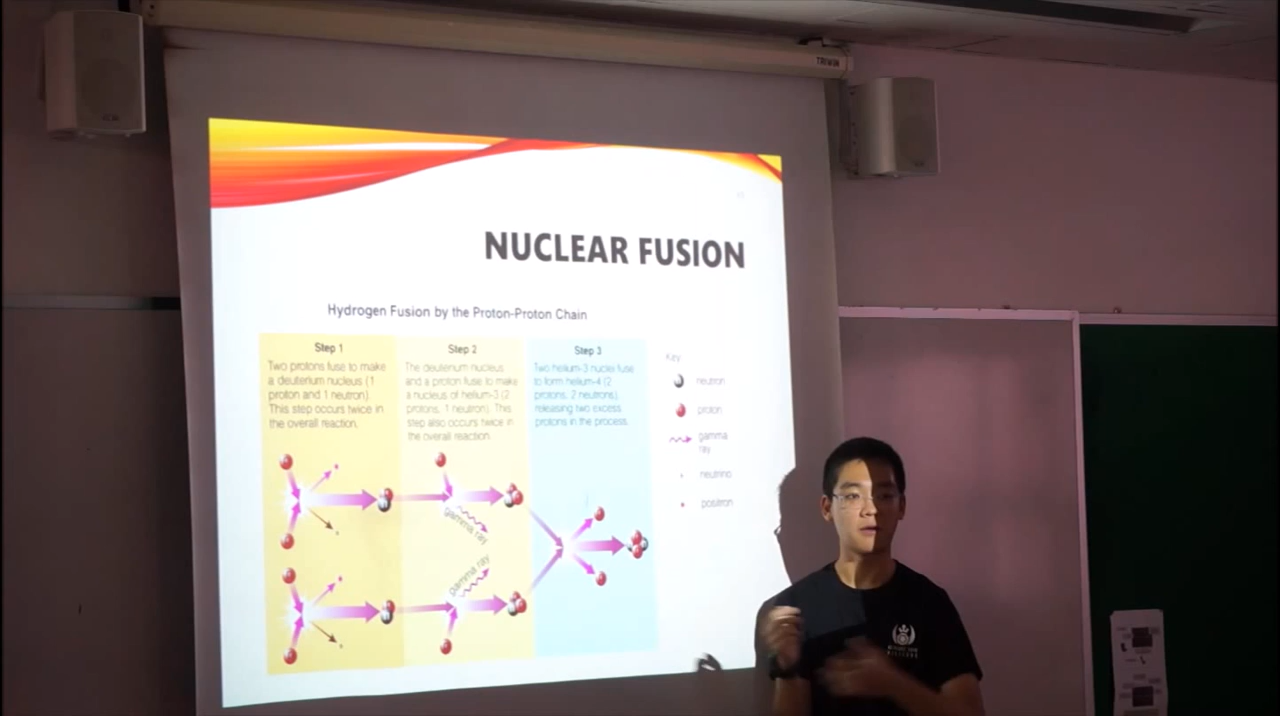 TRIWIN
NUCLEAR FUSION
Hydrogen Fusion by the Proton-Proton Chain
Step 1
Two protons fuse to make
a deuterium nucleus (1
proton and 1 neutron).
This step occurs twice in
the overall reaction.
Step 2
The deuterium nucleus
and a proton fuse to make
a nucleus of helium-3 (2
protons, 1 neutron). This
step also occurs twice in
the overall reaction.
Step 3
Two helium-3 nuclei fuse
to form helium-4 (2
protons, 2 neutrons),
releasing two excess
protons in the process.
Key
neutron
proton
gamma
ray
neutrino
positron
gamma ray
gamma ray